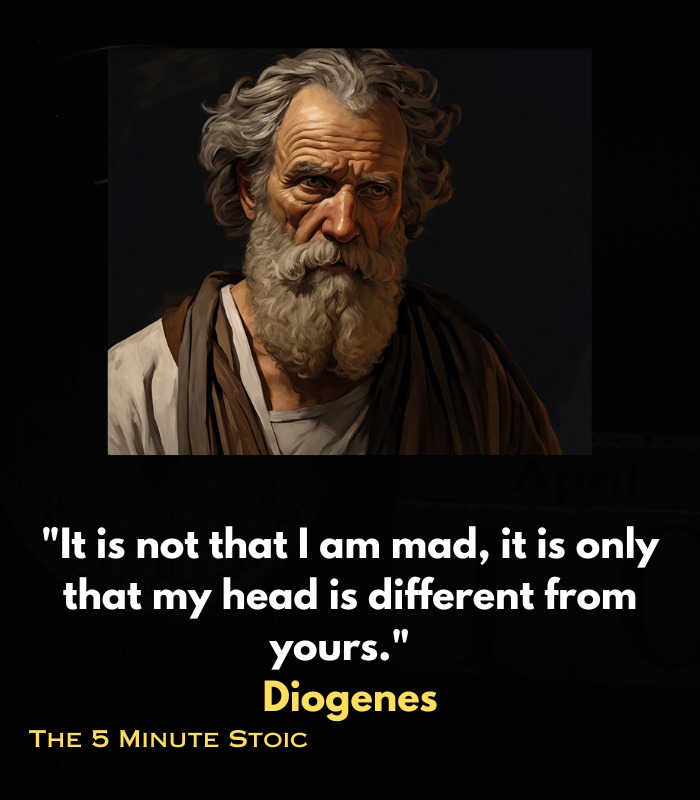 "It is not that I am mad, it is only
that my head is different from
yours."
Diogenes
THE 5 MINUTE STOIC
April